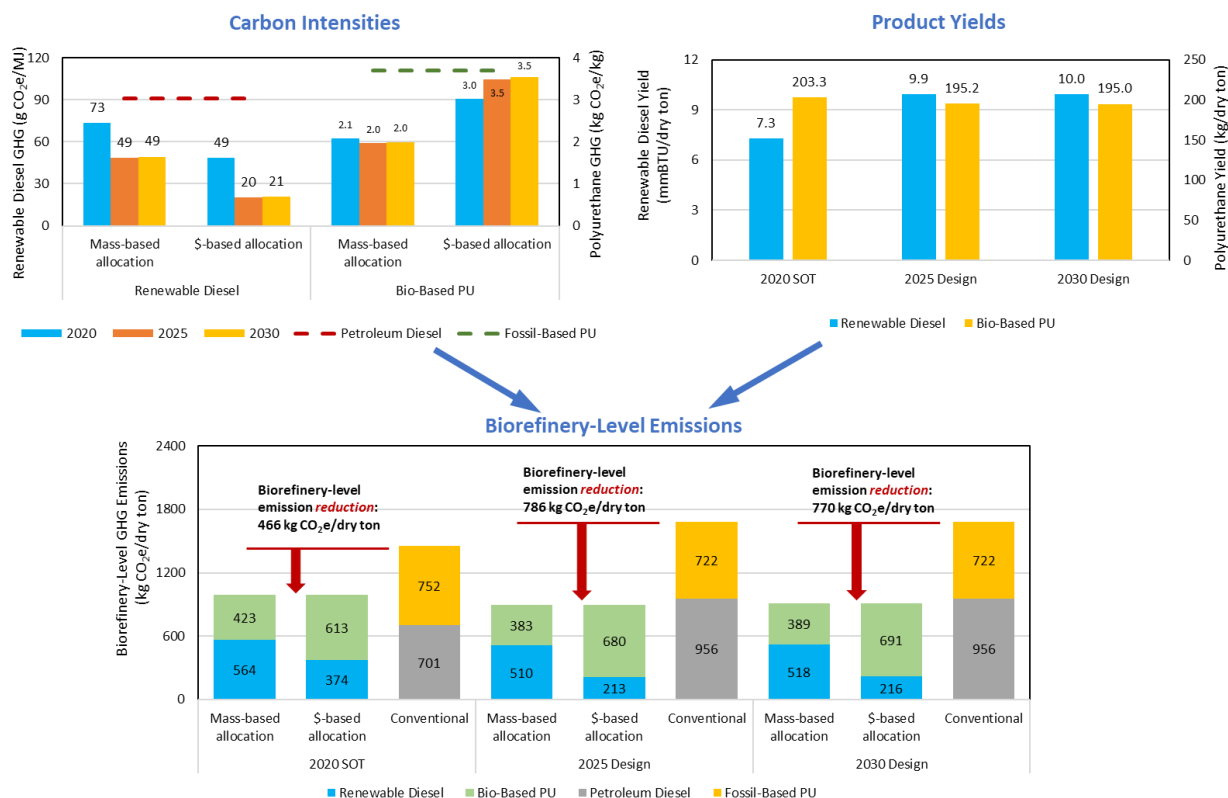 Carbon Intensities
Renewable Diesel GHG (g CO₂e/MJ)
120
90
60
30
0
73
49
49
49
20
21
2.1
2.0
2.0
3.0
3.5
3.5
4
3
2
1
0
Polyurethane GHG (kg CO₂e/kg)
Mass-based allocation
$-based allocation
Mass-based allocation
$-based allocation
Renewable Diesel
Bio-Based PU
2020
2025
2030
Petroleum Diesel
Fossil-Based PU
Product Yields
Renewable Diesel Yield
(mmBTU/dry ton)
12
9
6
3
0
7.3
203.3
9.9
195.2
10.0
195.0
250
200
150
100
50
0
Polyurethane Yield (kg/dry ton)
2020 SOT
2025 Design
2030 Design
Renewable Diesel
Bio-Based PU
Biorefinery-Level Emissions
Biorefinery-Level GHG Emissions
(kg CO₂e/dry ton)
2400
1800
1200
600
0
Biorefinery-level
emission reduction:
466 kg CO₂e/dry ton
Biorefinery-level
emission reduction:
786 kg CO₂e/dry ton
Biorefinery-level
emission reduction:
770 kg CO₂e/dry ton
423
564
613
374
752
701
383
510
680
213
722
956
389
518
691
216
722
956
Mass-based
allocation
$-based
allocation
Conventional
Mass-based
allocation
$-based
allocation
Conventional
Mass-based
allocation
$-based
allocation
Conventional
2020 SOT
2025 Design
2030 Design
Renewable Diesel
Bio-Based PU
Petroleum Diesel
Fossil-Based PU